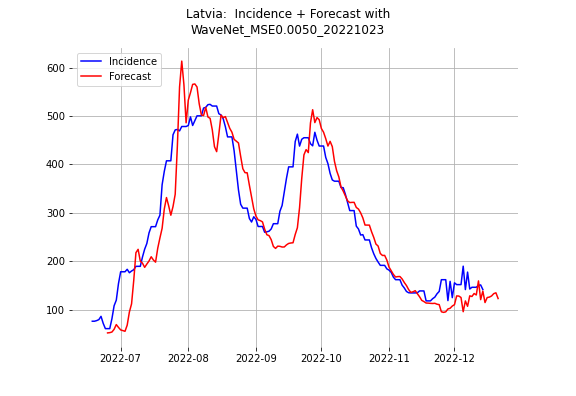 Latvia:  Incidence + Forecast with
WaveNet_MSE0.0050_20221023
Incidence
Forecast
600
500
400
300
200
100
2022-07 2022-08 2022-09 2022-10 2022-11 2022-12